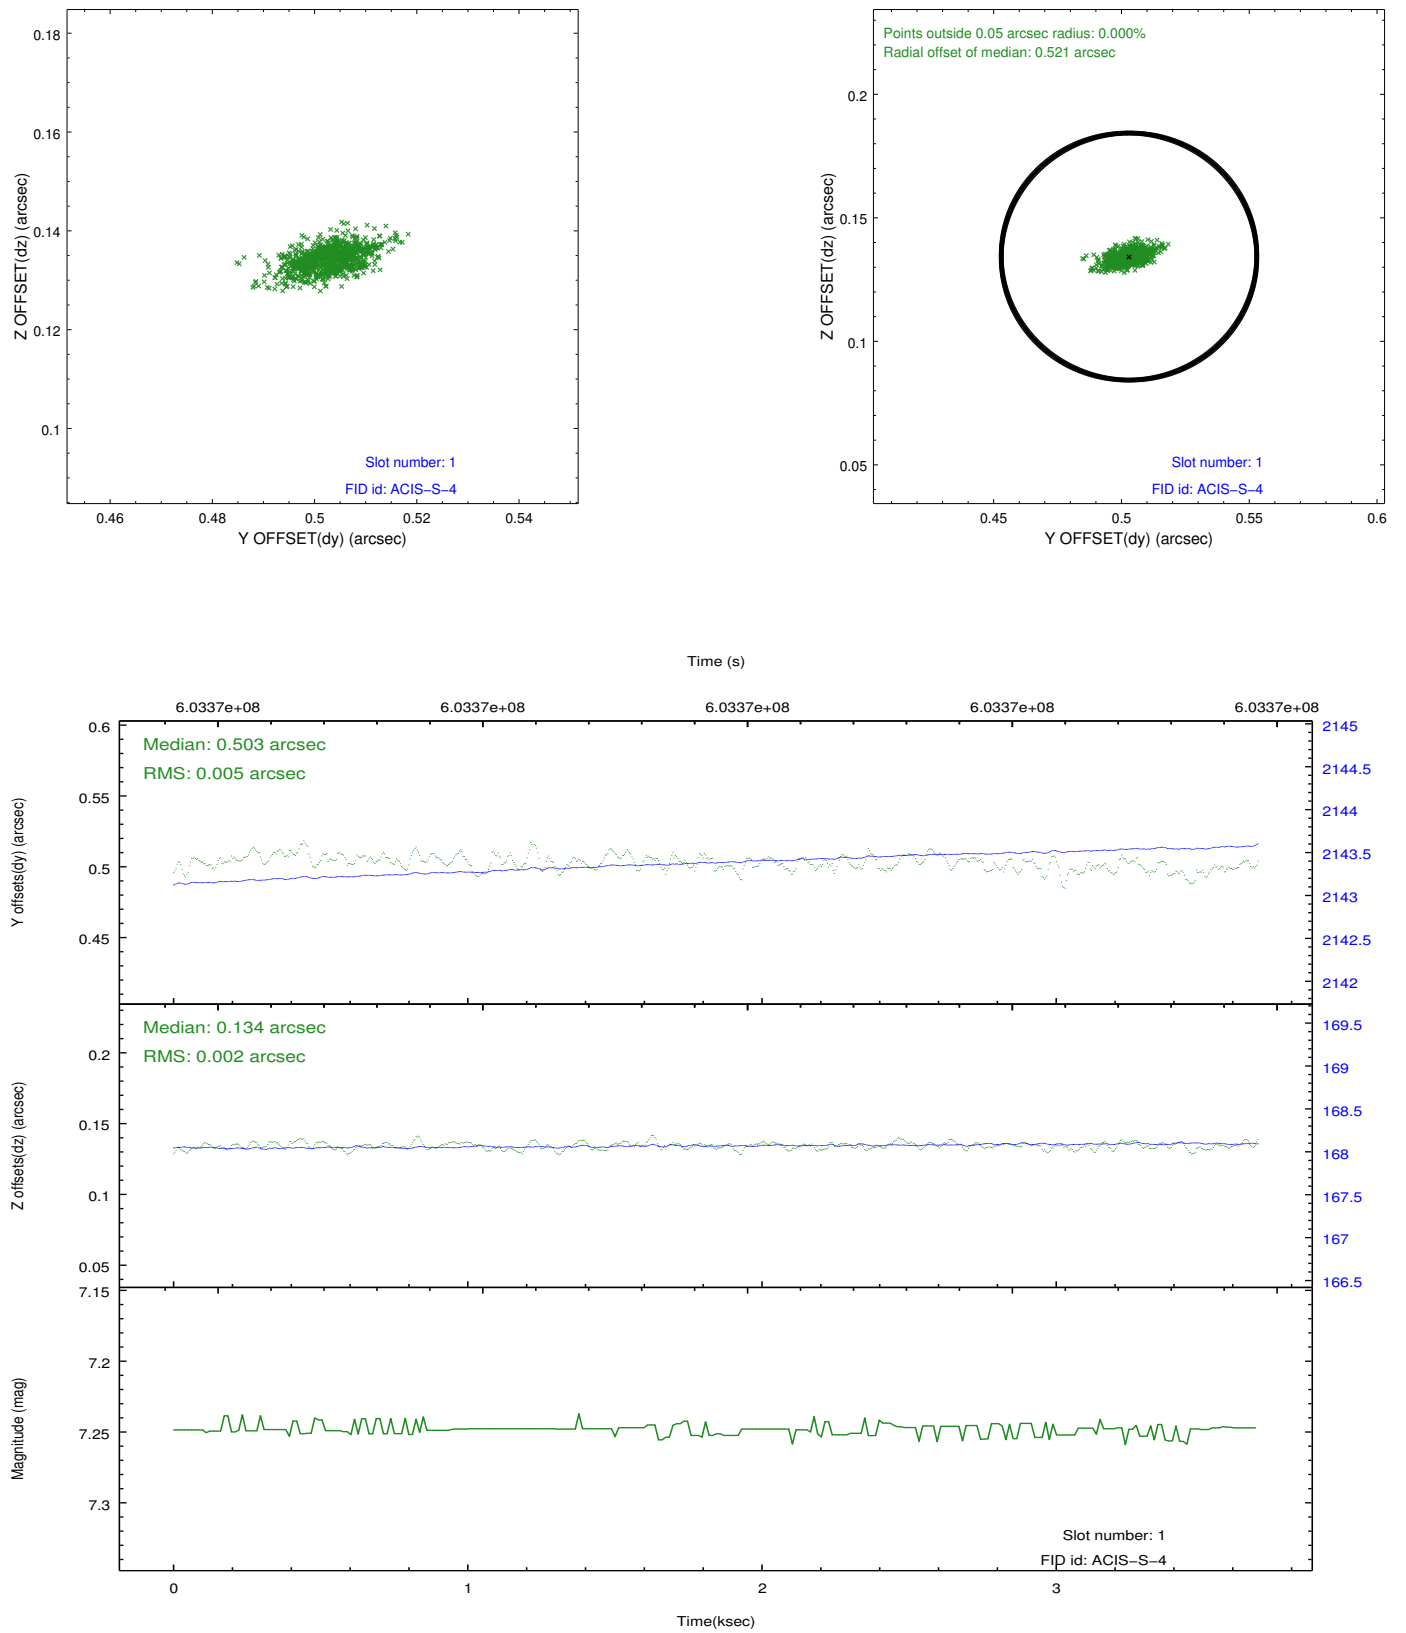 0.18
0.16
0.14
0.12
0.1
Z OFFSET(dz) (arcsec)
Slot number: 1
FID id: ACIS−S−4
0.46 0.48 0.5 0.52 0.54
Y OFFSET(dy) (arcsec)
Points outside 0.05 arcsec radius: 0.000%
Radial offset of median: 0.521 arcsec
0.2
0.15
0.1
0.05
Z OFFSET(dz) (arcsec)
Slot number: 1
FID id: ACIS−S−4
0.45 0.5 0.55 0.6
Y OFFSET(dy) (arcsec)
Time (s)
6.0337e+08 6.0337e+08 6.0337e+08 6.0337e+08 6.0337e+08
Median: 0.503 arcsec
RMS: 0.005 arcsec
0.6
0.55
0.5
0.45
Y offsets(dy) (arcsec)
2145
2144.5
2144
2143.5
2143
2142.5
2142
Median: 0.134 arcsec
RMS: 0.002 arcsec
0.2
0.15
0.1
0.05
Z offsets(dz) (arcsec)
169.5
169
168.5
168
167.5
167
166.5
7.15
7.2
7.25
7.3
Magnitude (mag)
Slot number: 1
FID id: ACIS−S−4
0 1 2 3
Time(ksec)